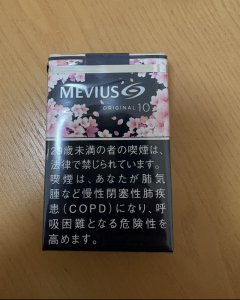 MEVIUS
ORIGINAL 10
20歳未満の者の喫煙は、
法律で禁じられています。
喫煙は、あなたが肺気
腫など慢性閉塞性肺疾
患(COPD)になり、呼
吸困難となる危険性を
高めます。